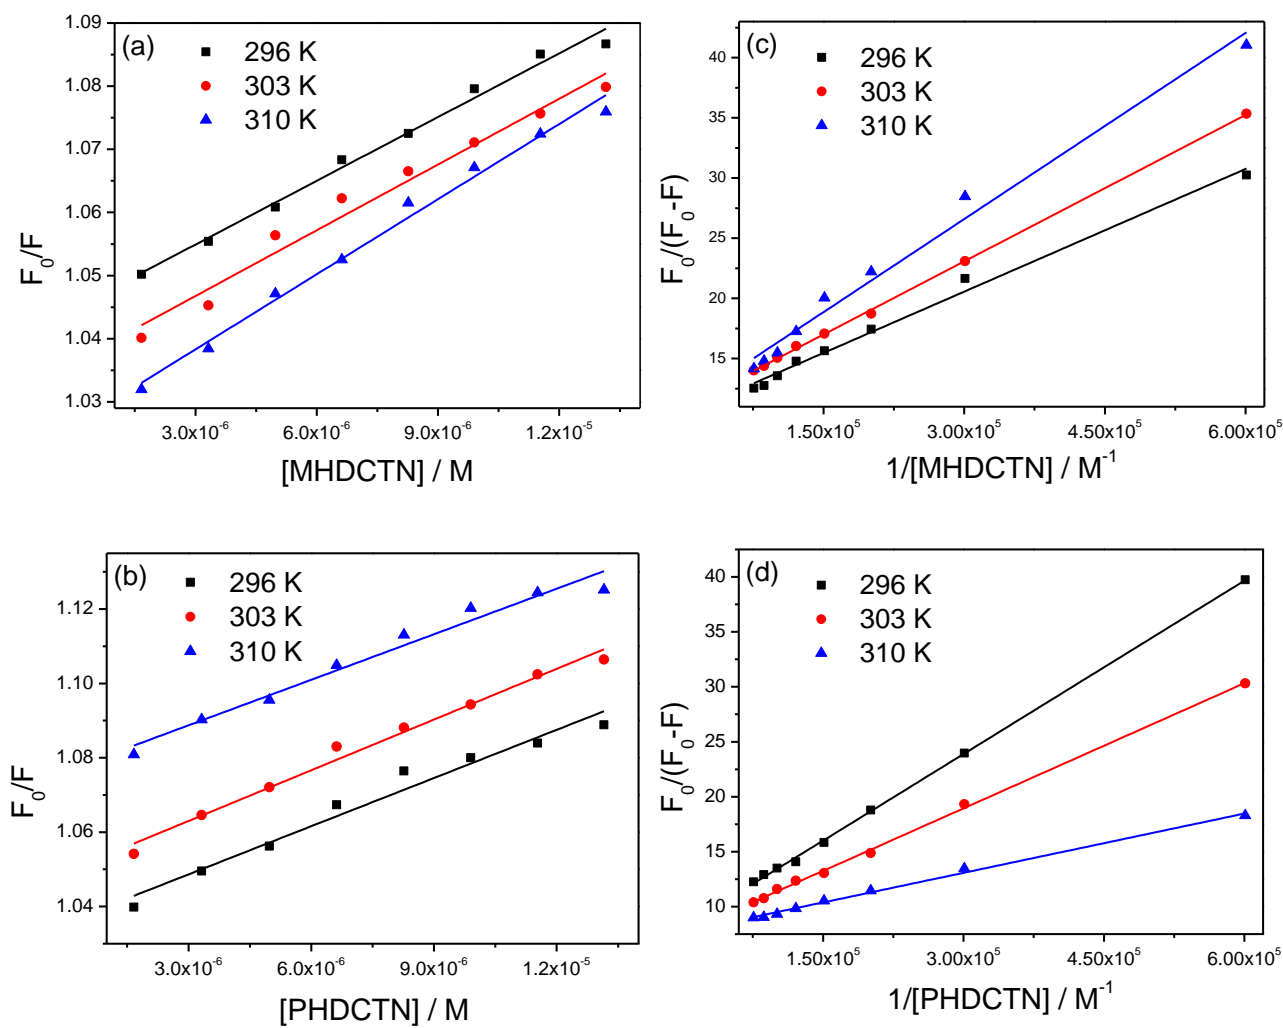 (a)
296 K
303 K
310 K
1.09
1.08
1.07
1.06
1.05
1.04
1.03
F₀/F
3.0x10⁻⁶
6.0x10⁻⁶
9.0x10⁻⁶
1.2x10⁻⁵
[MHDCTN] / M
(c)
296 K
303 K
310 K
40
35
30
25
20
15
F₀/(F₀-F)
1.50x10⁵
3.00x10⁵
4.50x10⁵
6.00x10⁵
1/[MHDCTN] / M⁻¹
(b)
296 K
303 K
310 K
1.12
1.10
1.08
1.06
1.04
F₀/F
3.0x10⁻⁶
6.0x10⁻⁶
9.0x10⁻⁶
1.2x10⁻⁵
[PHDCTN] / M
(d)
296 K
303 K
310 K
40
35
30
25
20
15
10
F₀/(F₀-F)
1.50x10⁵
3.00x10⁵
4.50x10⁵
6.00x10⁵
1/[PHDCTN] / M⁻¹